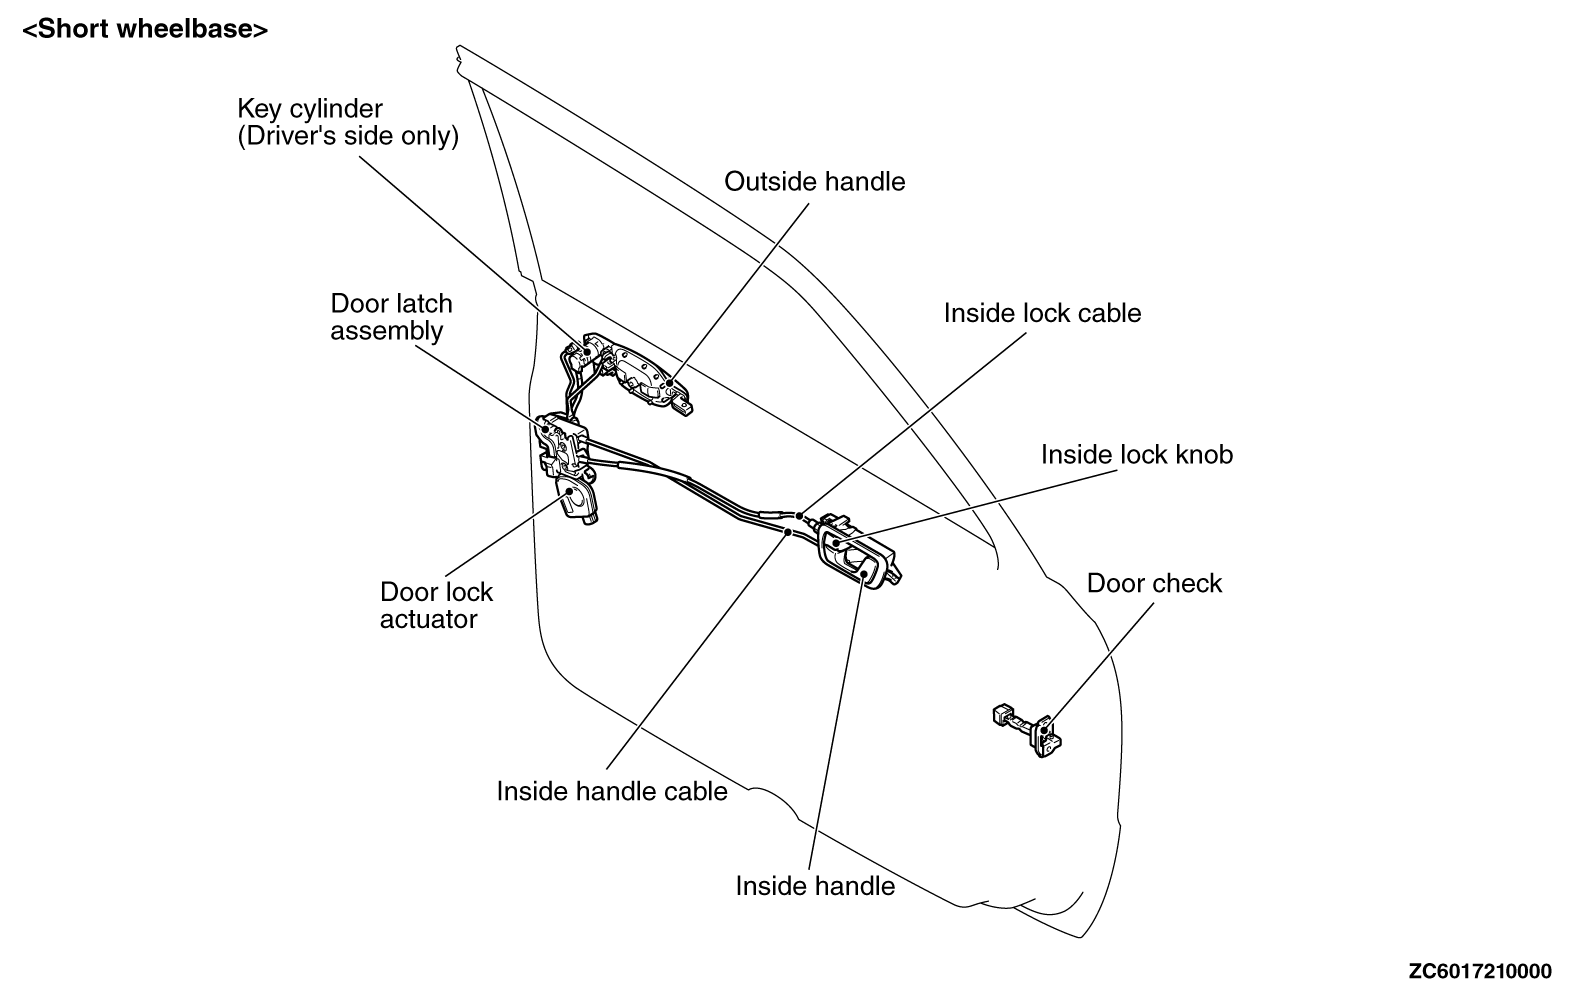 <Short wheelbase>
Key cylinder
(Driver's side only)
Outside handle
Door latch
assembly
Inside lock cable
Inside lock knob
Door check
Door lock
actuator
Inside handle cable
Inside handle
ZC6017210000